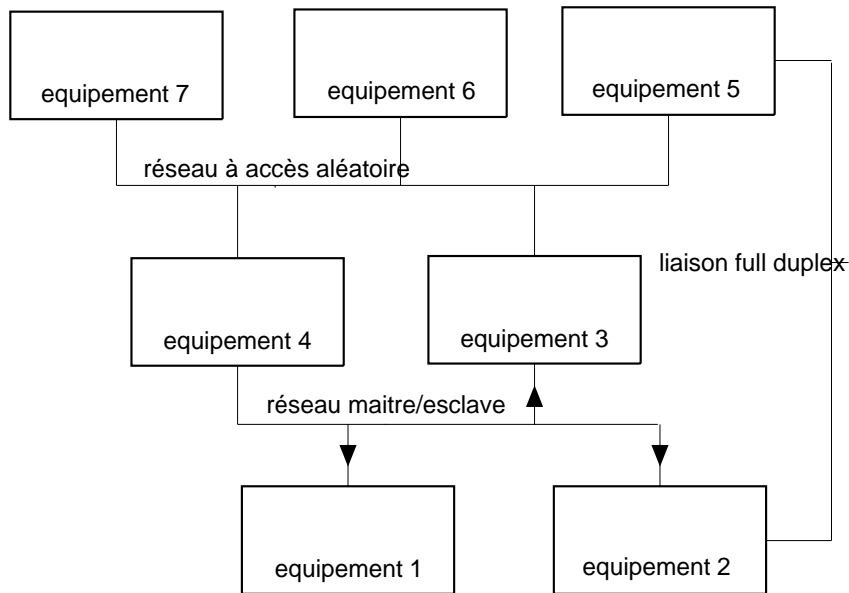 equipement 7
equipement 6
equipement 5
réseau à accès aléatoire
liaison full duplex
equipement 4
equipement 3
réseau maitre/esclave
equipement 1
equipement 2